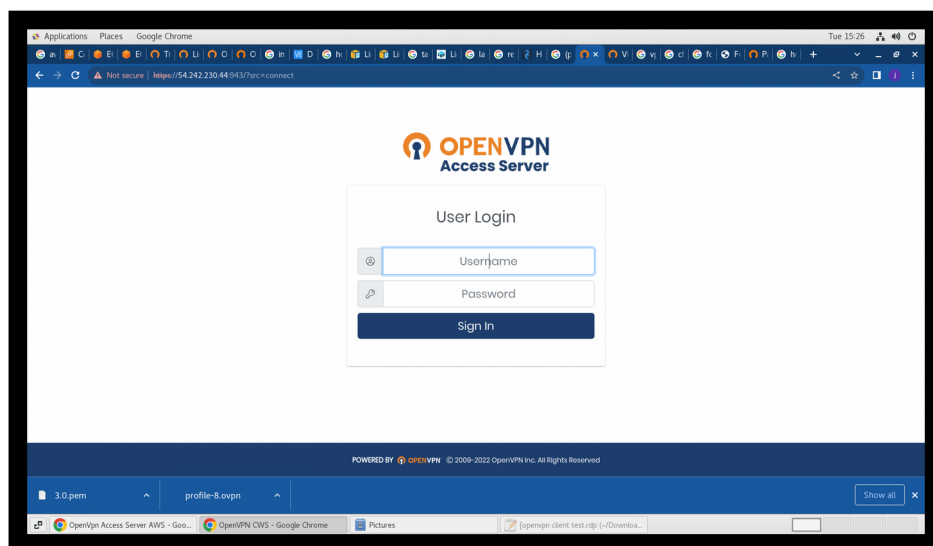 Applications Places Google Chrome Tue 15:26
Not secure https://54.242.230.44:943/?src=connect
OPENVPN
Access Server
User Login
Username
Password
Sign In
POWERED BY OPENVPN © 2009-2022 OpenVPN Inc. All Rights Reserved
3.0.pem profile-8.ovpn Show all
OpenVpn Access Server AWS - Goo... OpenVPN CWS - Google Chrome Pictures [openvpn client test.rdp (~/Downloa...